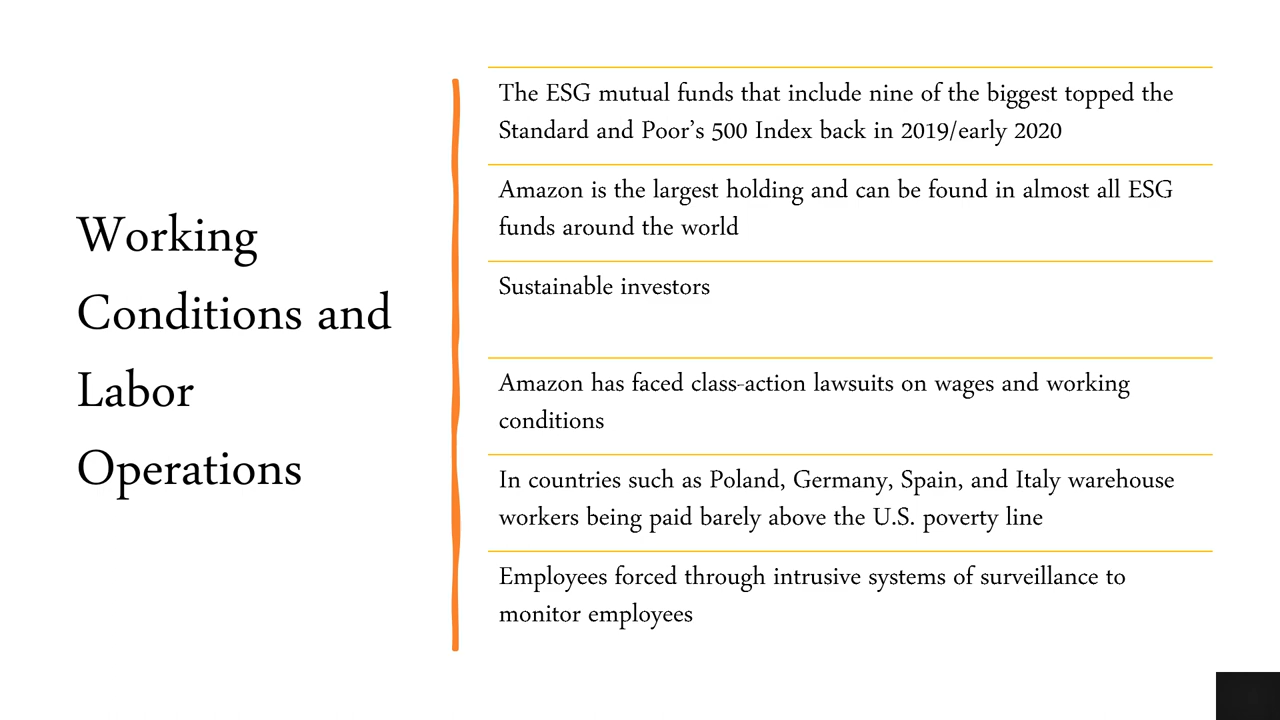 Working
Conditions and
Labor
Operations
The ESG mutual funds that include nine of the biggest topped the
Standard and Poor’s 500 Index back in 2019/early 2020
Amazon is the largest holding and can be found in almost all ESG
funds around the world
Sustainable investors
Amazon has faced class-action lawsuits on wages and working
conditions
In countries such as Poland, Germany, Spain, and Italy warehouse
workers being paid barely above the U.S. poverty line
Employees forced through intrusive systems of surveillance to
monitor employees